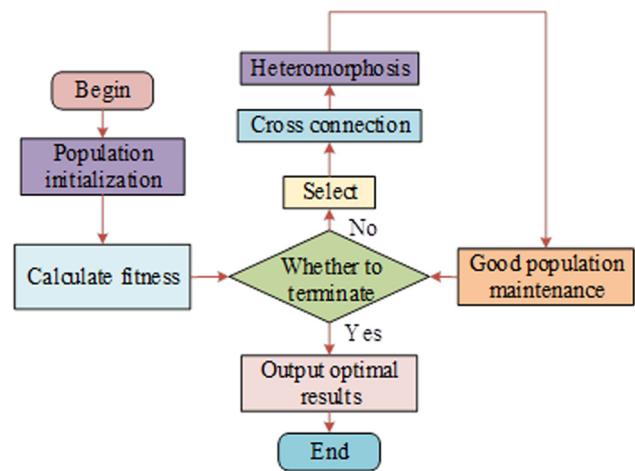 Begin
Population
initialization
Calculate fitness
Heteromorphosis
Cross connection
Select
No
Whether to
terminate
Good population
maintenance
Yes
Output optimal
results
End